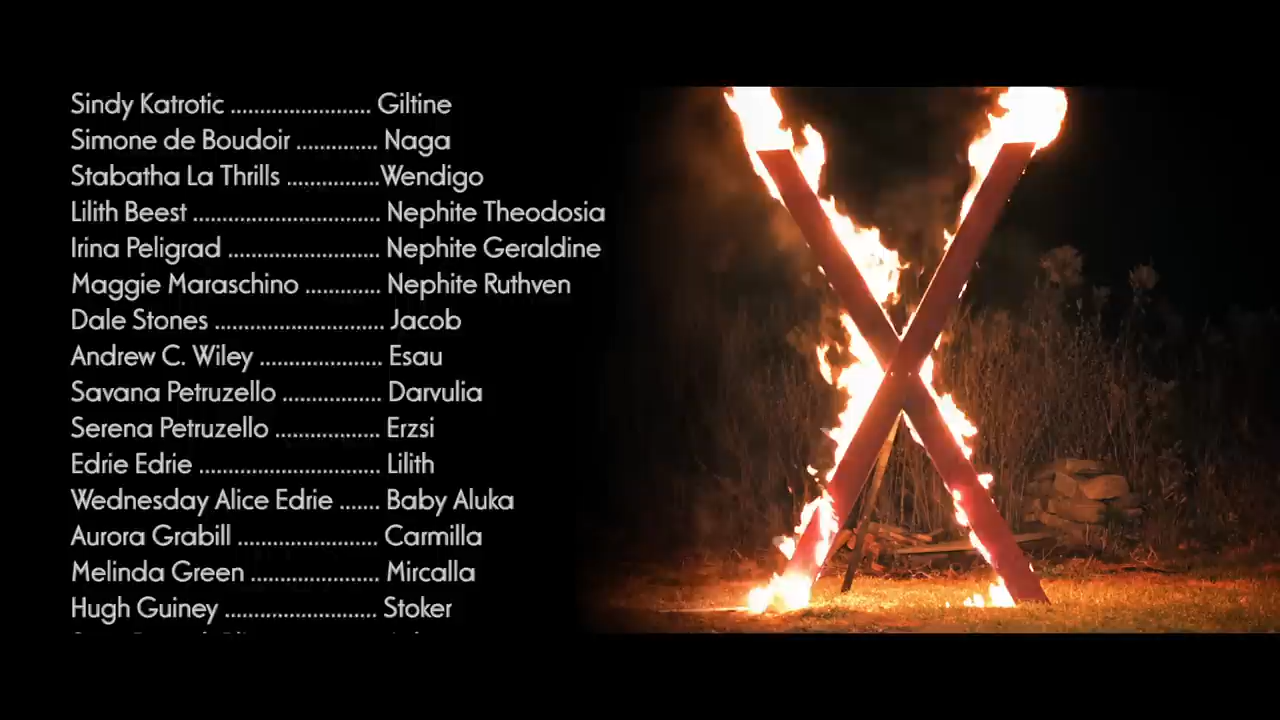 Sindy Katrotic ........................ Giltine
Simone de Boudoir .............. Naga
Stabatha La Thrills ................Wendigo
Lilith Beest ................................ Nephite Theodosia
Irina Peligrad .......................... Nephite Geraldine
Maggie Maraschino ............. Nephite Ruthven
Dale Stones ............................. Jacob
Andrew C. Wiley ..................... Esau
Savana Petruzello ................. Darvulia
Serena Petruzello .................. Erzsi
Edrie Edrie ............................... Lilith
Wednesday Alice Edrie ....... Baby Aluka
Aurora Grabill ........................ Carmilla
Melinda Green ...................... Mircalla
Hugh Guiney .......................... Stoker